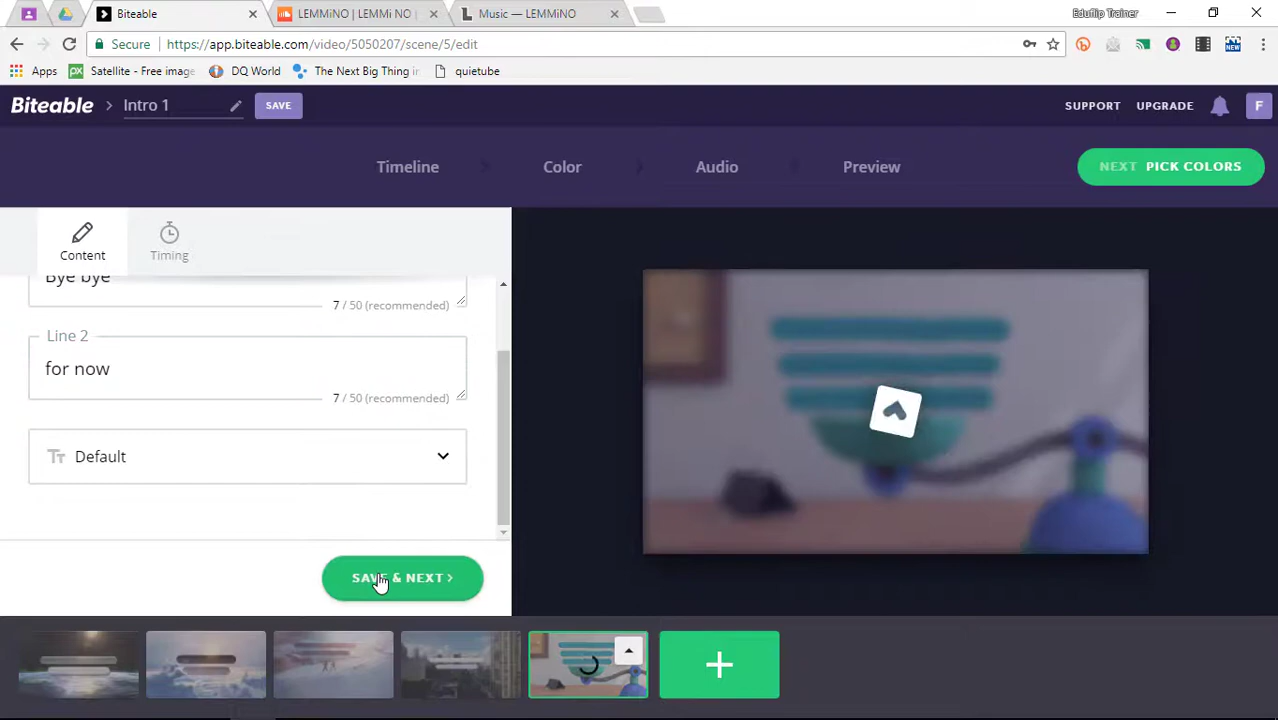 Biteable
LEMMiNO | LEMMi NO |
Music — LEMMiNO
Eduflip Trainer
Secure
https://app.biteable.com/video/5050207/scene/5/edit
NEW
Apps
Satellite - Free image
DQ World
The Next Big Thing in
quietube
Biteable
Intro 1
SAVE
SUPPORT
UPGRADE
F
Timeline
Color
Audio
Preview
NEXT PICK COLORS
Content
Timing
Bye bye
7 / 50 (recommended)
Line 2
for now
7 / 50 (recommended)
Default
SAVE & NEXT